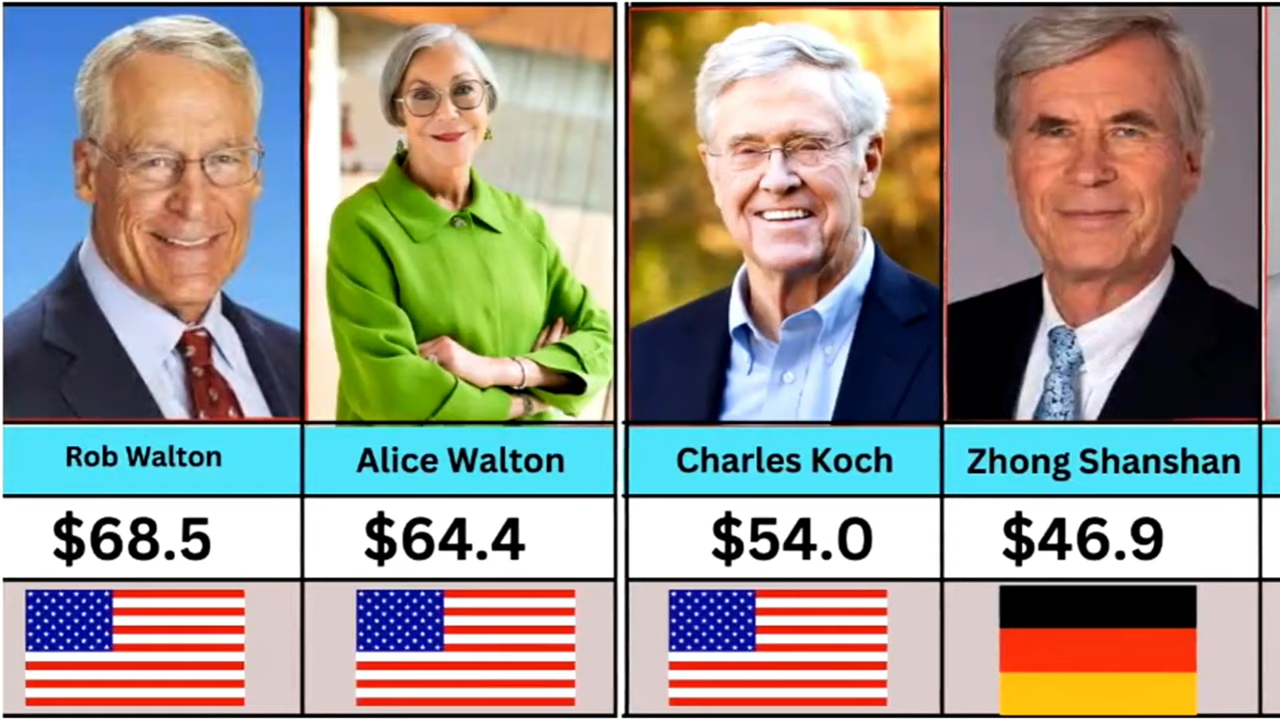 Rob Walton
Alice Walton
Charles Koch
Zhong Shanshan
$68.5
$64.4
$54.0
$46.9